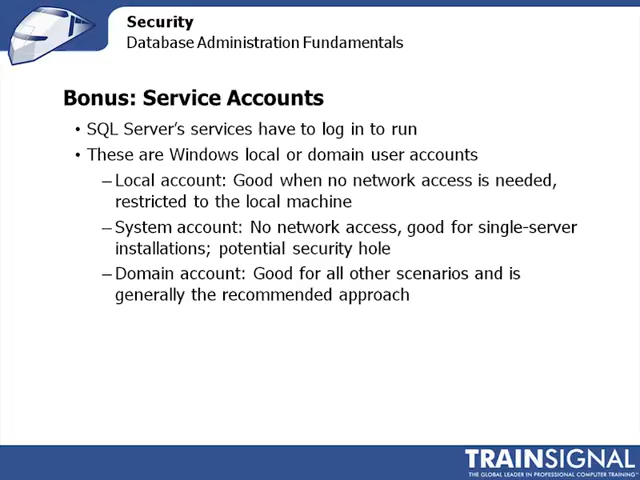 Security
Database Administration Fundamentals
Bonus: Service Accounts
• SQL Server's services have to log in to run
• These are Windows local or domain user accounts
– Local account: Good when no network access is needed,
restricted to the local machine
– System account: No network access, good for single-server
installations; potential security hole
– Domain account: Good for all other scenarios and is
generally the recommended approach
TRAINSIGNAL
THE GLOBAL LEADER IN PROFESSIONAL COMPUTER TRAINING